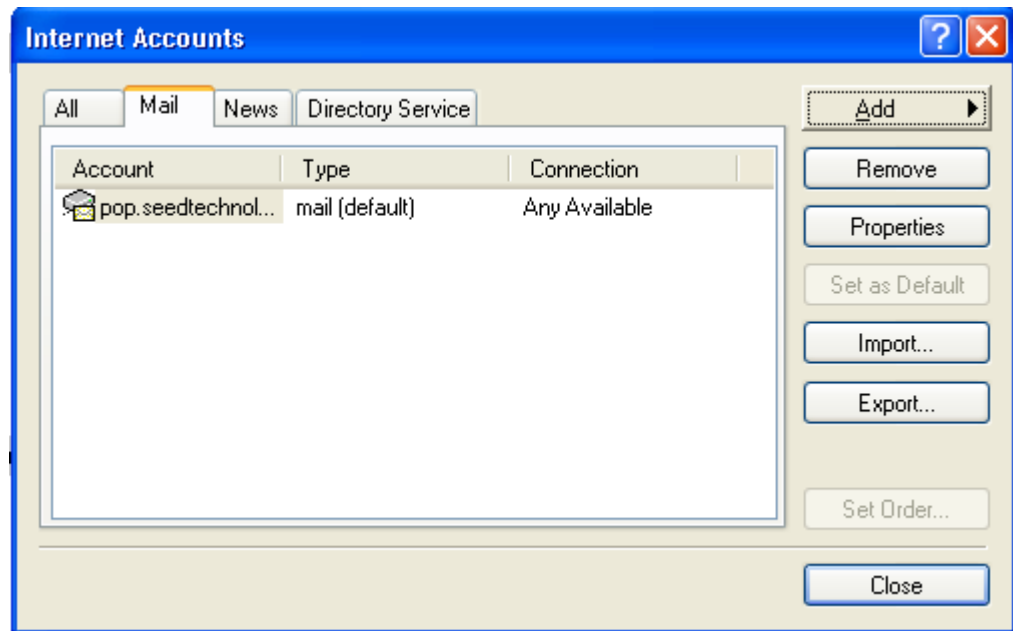 Internet Accounts
All Mail News Directory Service
Add
Account Type Connection
Remove
pop.seedtechnol... mail (default) Any Available
Properties
Set as Default
Import...
Export...
Set Order...
Close